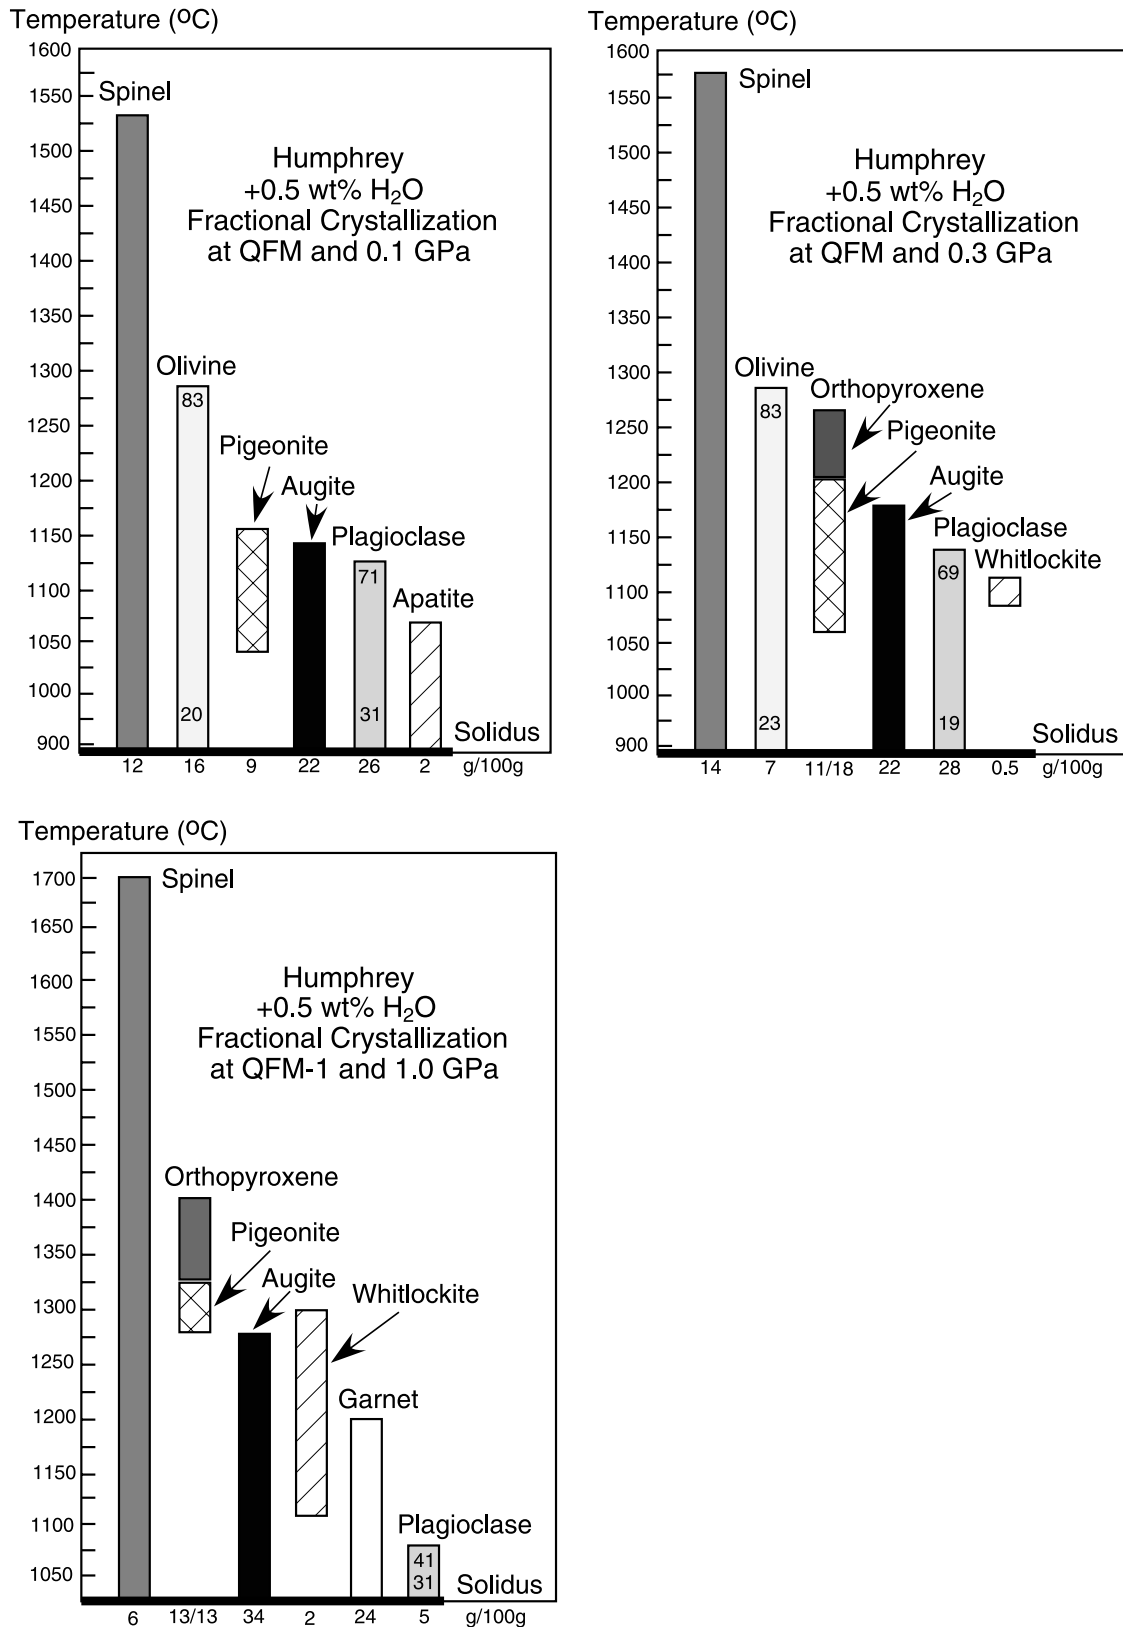 Temperature (ºC)
1600
1550
1500
1450
1400
1350
1300
1250
1200
1150
1100
1050
1000
900
Spinel
Humphrey
+0.5 wt% H₂O
Fractional Crystallization
at QFM and 0.1 GPa
Olivine
83
Pigeonite
Augite
Plagioclase
71
Apatite
20
31
Solidus
12 16 9 22 26 2 g/100g
Temperature (ºC)
1600
1550
1500
1450
1400
1350
1300
1250
1200
1150
1100
1050
1000
900
Spinel
Humphrey
+0.5 wt% H₂O
Fractional Crystallization
at QFM and 0.3 GPa
Olivine
83
Orthopyroxene
Pigeonite
Augite
Plagioclase
69
Whitlockite
23
19
Solidus
14 7 11/18 22 28 0.5 g/100g
Temperature (ºC)
1700
1650
1600
1550
1500
1450
1400
1350
1300
1250
1200
1150
1100
1050
Spinel
Humphrey
+0.5 wt% H₂O
Fractional Crystallization
at QFM-1 and 1.0 GPa
Orthopyroxene
Pigeonite
Augite
Whitlockite
Garnet
Plagioclase
41
31
Solidus
6 13/13 34 2 24 5 g/100g